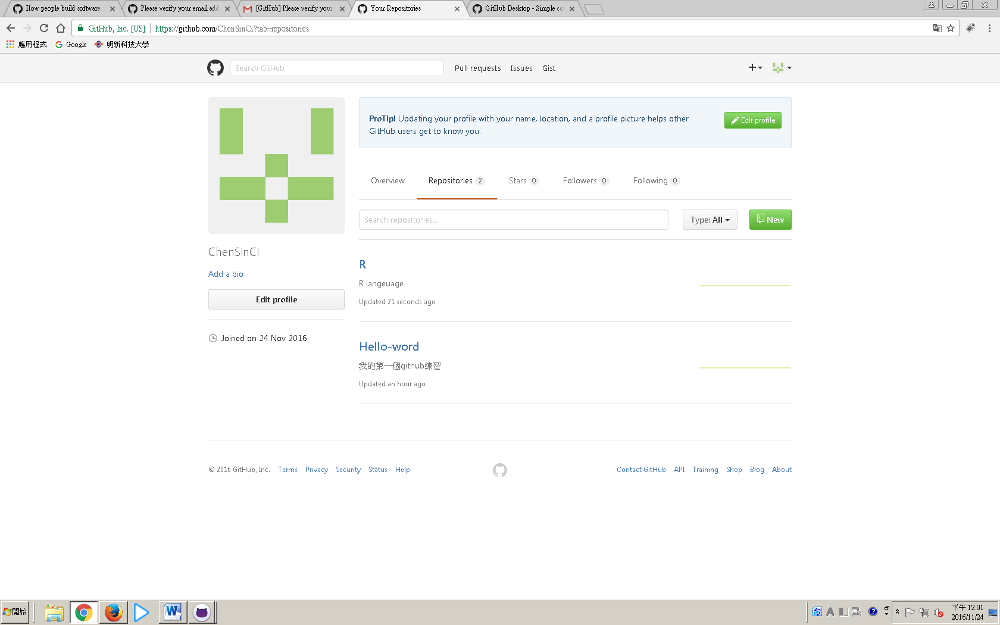 How people build software
Please verify your email add
[GitHub] Please verify your
Your Repositories
GitHub Desktop - Simple co
GitHub, Inc. [US]
https://github.com/ChenSinCi?tab=repositories
應用程式
Google
明新科技大學
Search GitHub
Pull requests
Issues
Gist
ProTip! Updating your profile with your name, location, and a profile picture helps other
GitHub users get to know you.
Edit profile
Overview
Repositories 2
Stars 0
Followers 0
Following 0
Search repositories...
Type: All
New
ChenSinCi
Add a bio
Edit profile
Joined on 24 Nov 2016
R
R langeuage
Updated 21 seconds ago
Hello-word
我的第一個github練習
Updated an hour ago
© 2016 GitHub, Inc.
Terms
Privacy
Security
Status
Help
Contact GitHub
API
Training
Shop
Blog
About
開始
下午 12:01
2016/11/24